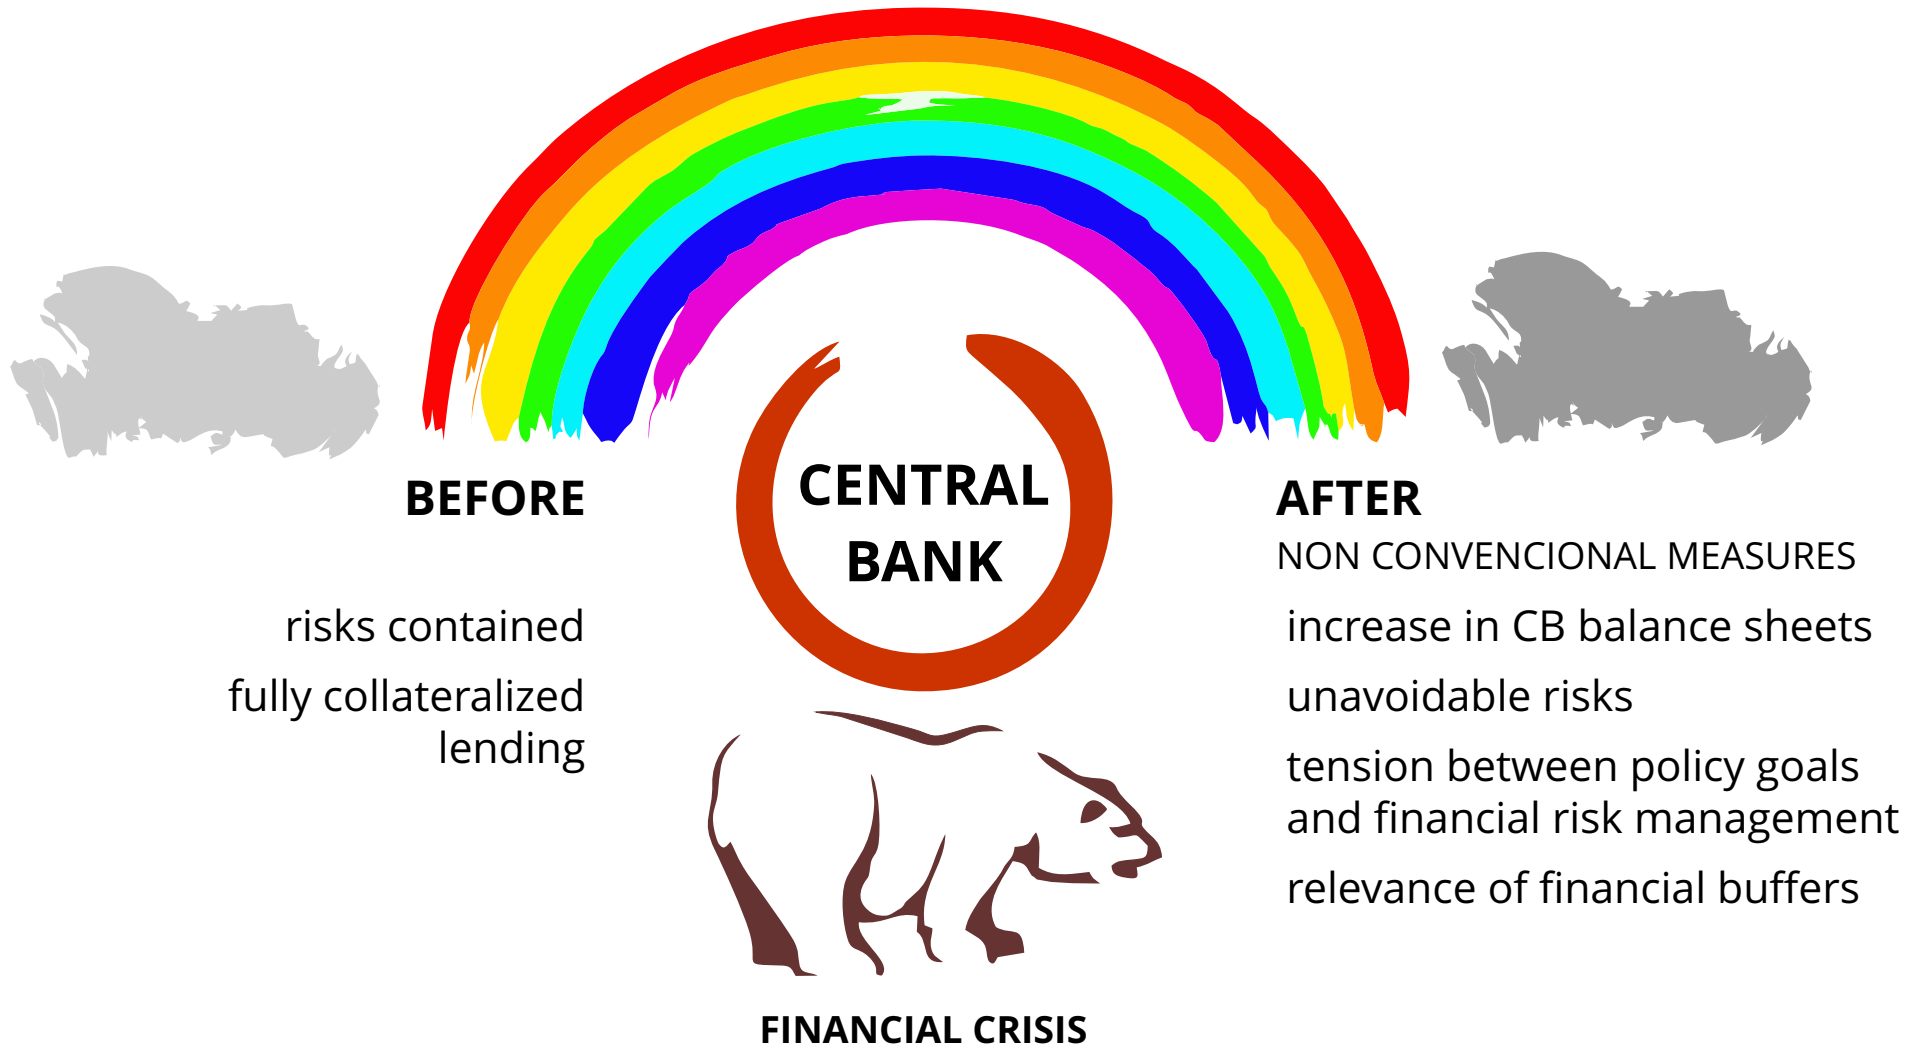 CENTRAL
BANK
BEFORE
risks contained
fully collateralized
lending
AFTER
NON CONVENCIONAL MEASURES
increase in CB balance sheets
unavoidable risks
tension between policy goals
and financial risk management
relevance of financial buffers
FINANCIAL CRISIS